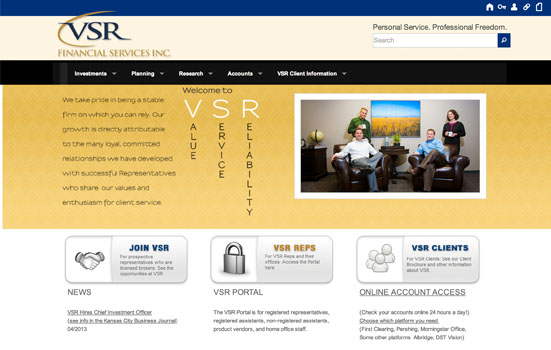 VSR
FINANCIAL SERVICES INC.
Personal Service. Professional Freedom.
Search
Investments
Planning
Research
Accounts
VSR Client Information
We take pride in being a stable
firm on which you can rely. Our
growth is directly attributable
to the many loyal, committed
relationships we have developed
with successful Representatives
who share our values and
enthusiasm for client service.
Welcome to
VSR
VALUE
SERVICE
RELIABILITY
JOIN VSR
For prospective
representatives who are
licensed brokers. See the
opportunities at VSR
VSR REPS
For VSR Reps and their
offices: Access the Portal
here
VSR CLIENTS
For VSR Clients: See our Client
Brochure and other information
about VSR.
NEWS
VSR Hires Chief Investment Officer
(see info in the Kansas City Business Journal)
04/2013
VSR PORTAL
The VSR Portal is for registered representatives,
registered assistants, non-registered assistants,
product vendors, and home office staff.
ONLINE ACCOUNT ACCESS
(Check your accounts online 24 hours a day!)
Choose which platform you need.
(First Clearing, Pershing, Morningstar Office,
Some other platforms Albridge, DST Vision)